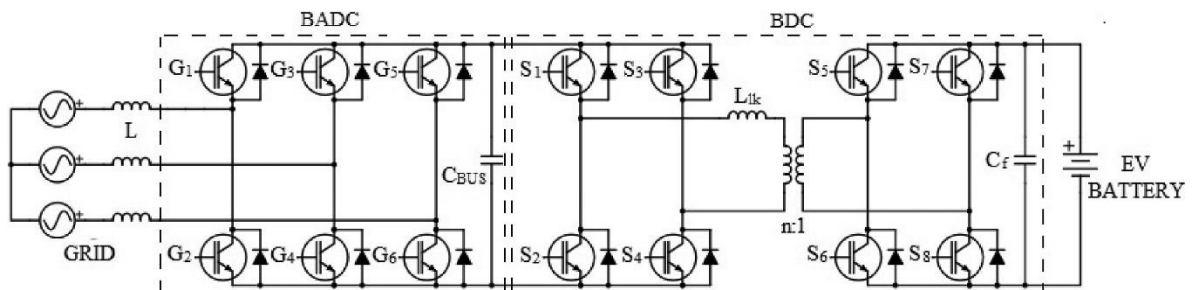 BADC
BDC
G1
G3
G5
S1
S3
S5
S7
L
Llk
CBUS
Cf
EV
BATTERY
n:1
GRID
G2
G4
G6
S2
S4
S6
S8